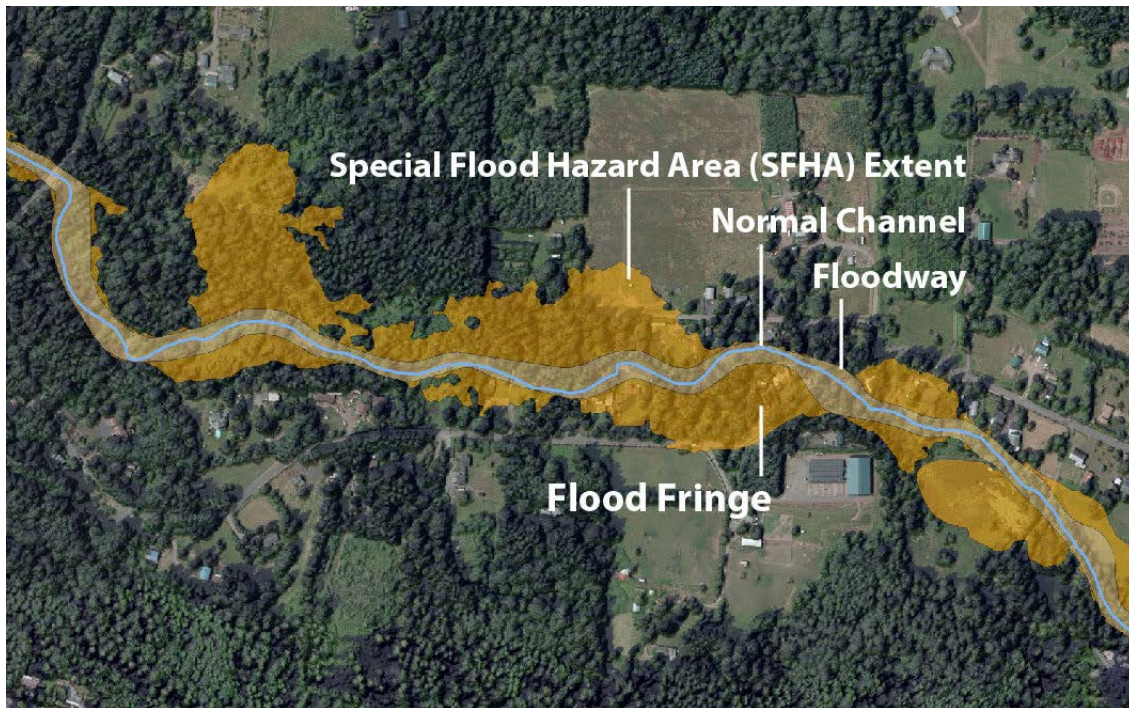 Special Flood Hazard Area (SFHA) Extent
Normal Channel
Floodway
Flood Fringe